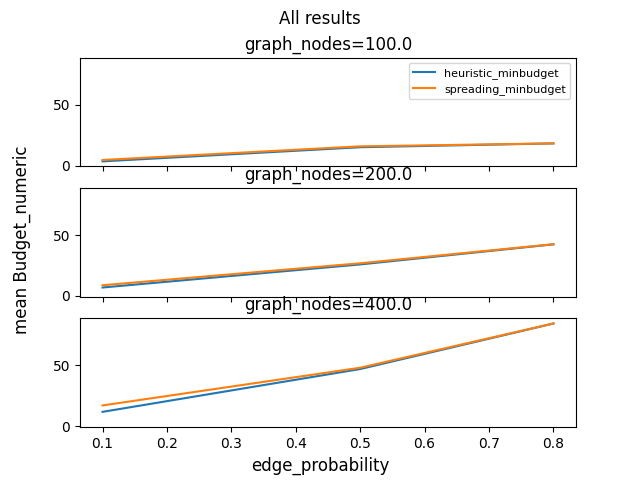 All results
graph_nodes=100.0
heuristic_minbudget
spreading_minbudget
50
0
graph_nodes=200.0
mean Budget_numeric
50
0
graph_nodes=400.0
50
0
0.1 0.2 0.3 0.4 0.5 0.6 0.7 0.8
edge_probability